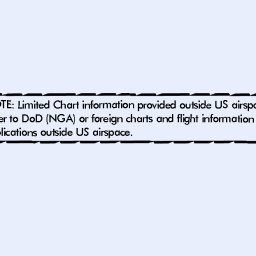 OTE: Limited Chart information provided outside US airsp
er to DoD (NGA) or foreign charts and flight information
lications outside US airspace.